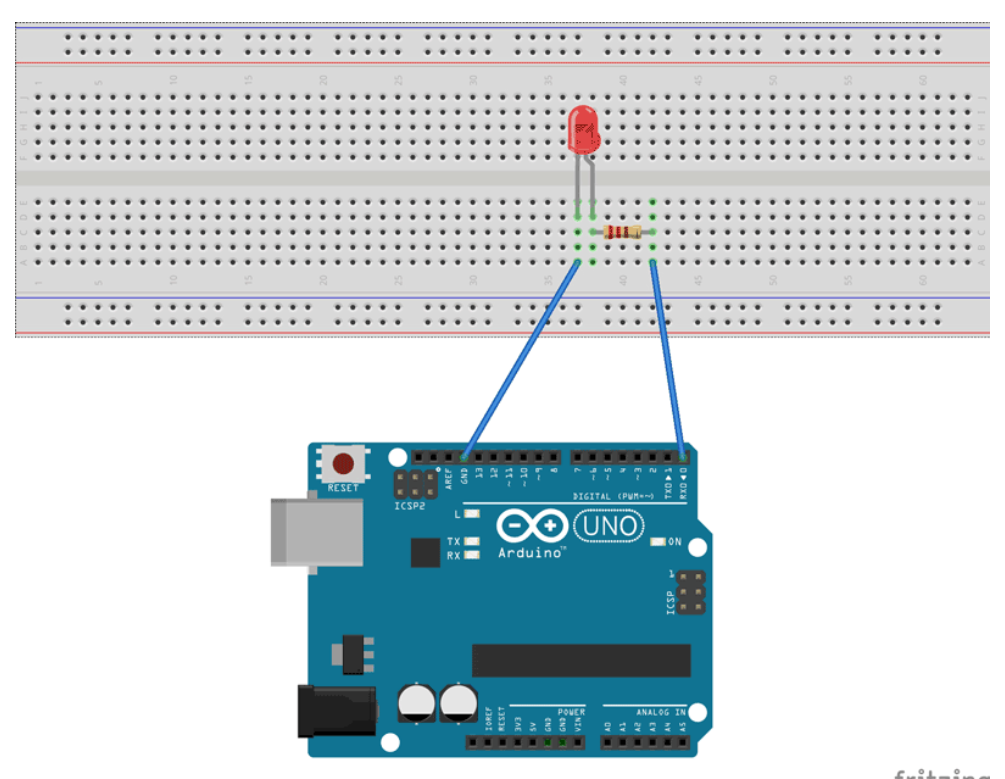 1 5 10 15 20 25 30 35 40 45 50 55 60
J J
I I
H H
G G
F F
E E
D D
C C
B B
A A
1 5 10 15 20 25 30 35 40 45 50 55 60
RESET
ICSP2
AREF GND 13 12 ~11 ~10 ~9 8 7 ~6 ~5 4 ~3 2 TX0▶1 RX0◀0
DIGITAL (PWM=~)
L
TX
RX
UNO
Arduino™
ON
1
ICSP
POWER
ANALOG IN
IOREF RESET 3V3 5V GND GND VIN A0 A1 A2 A3 A4 A5